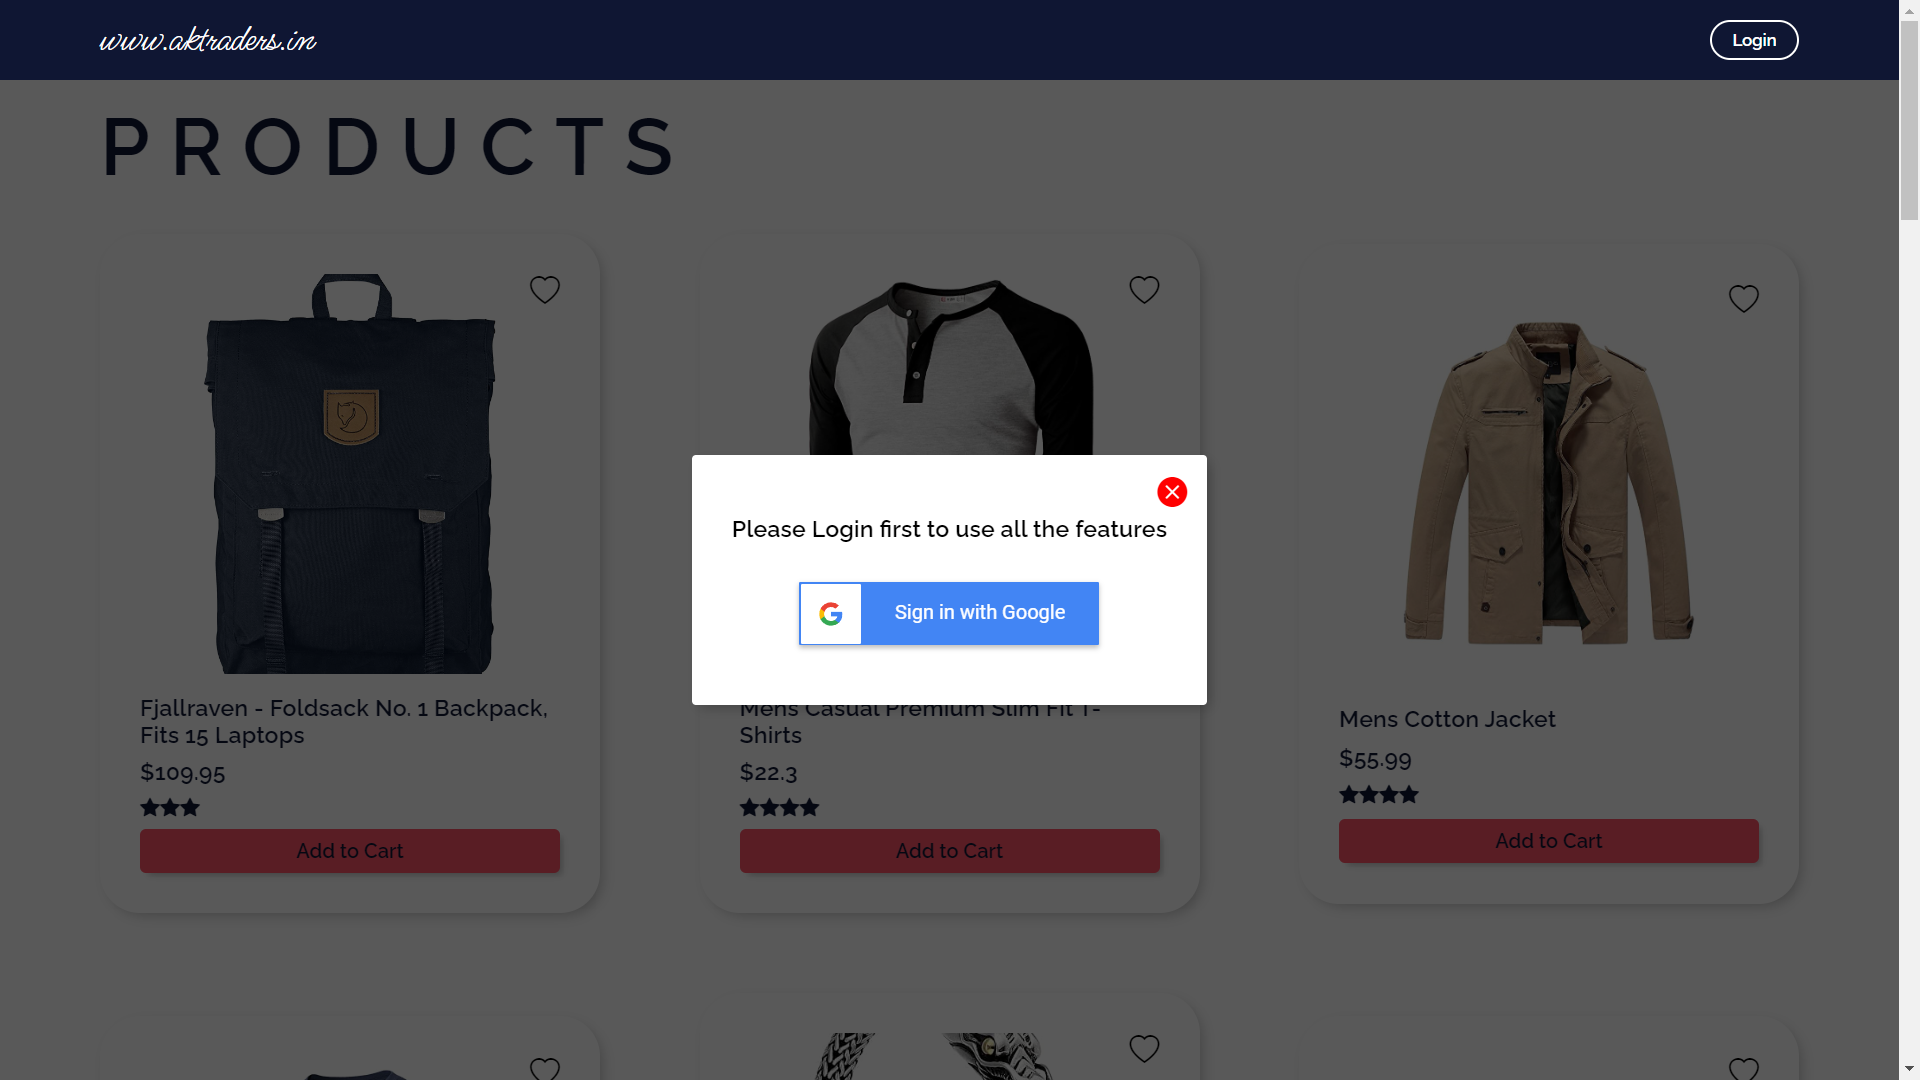 www.aktraders.in
Login
PRODUCTS
Please Login first to use all the features
Sign in with Google
Fjallraven - Foldsack No. 1 Backpack,
Fits 15 Laptops
$109.95
Add to Cart
Mens Casual Premium Slim Fit T-
Shirts
$22.3
Add to Cart
Mens Cotton Jacket
$55.99
Add to Cart